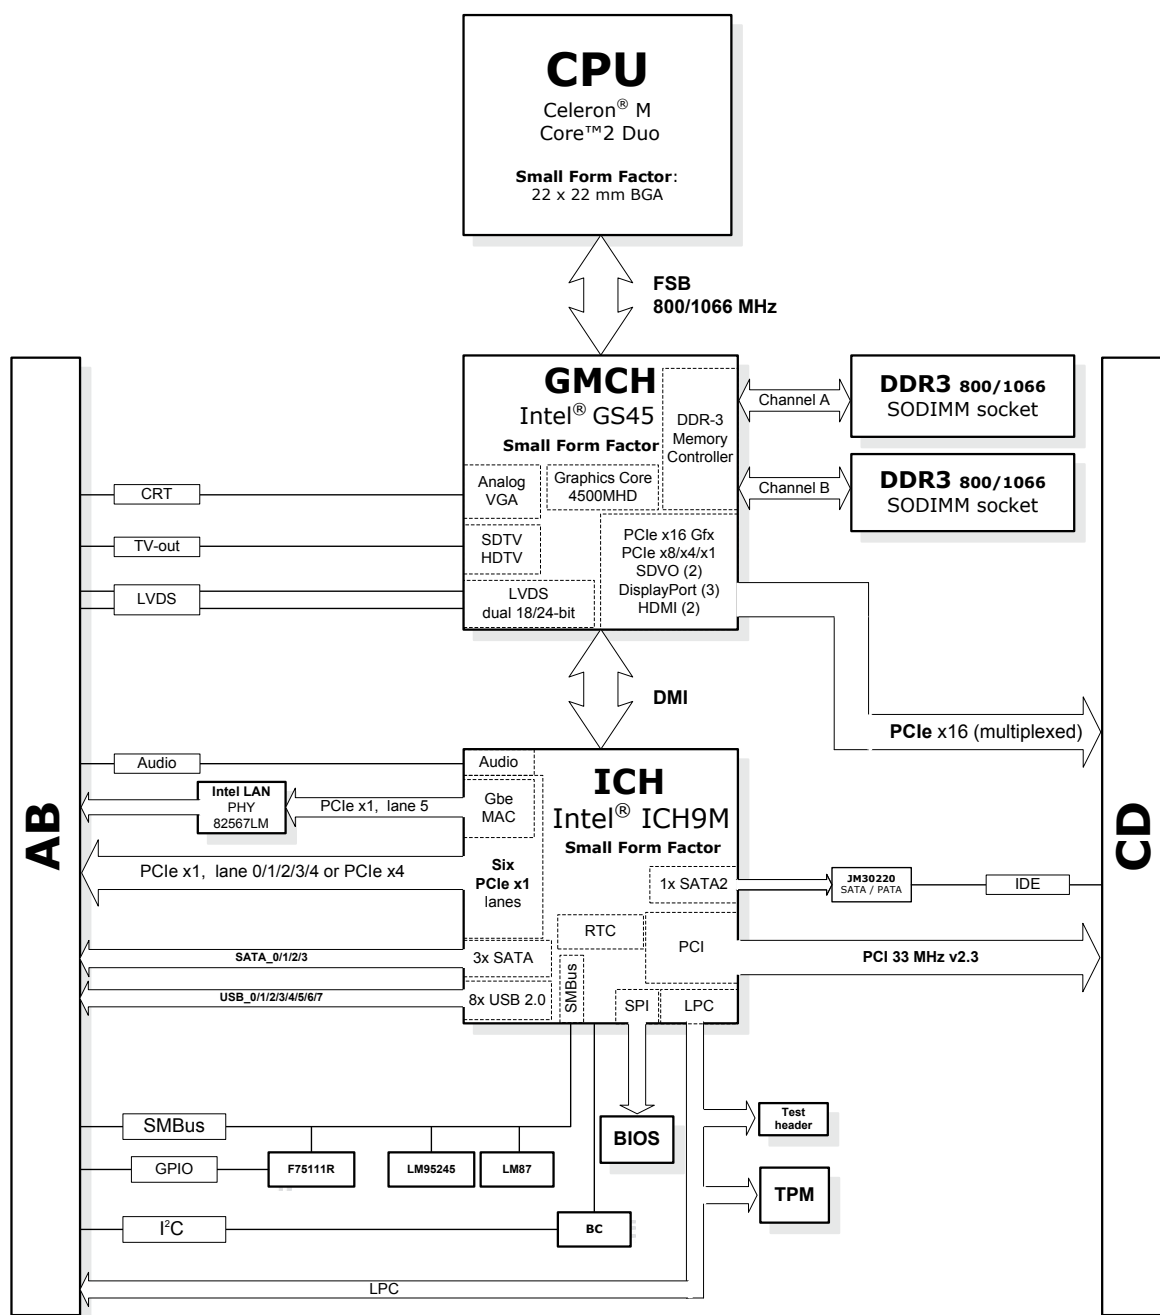 CPU
Celeron® M
Core™2 Duo
Small Form Factor:
22 x 22 mm BGA
FSB
800/1066 MHz
GMCH
Intel® GS45
Small Form Factor
DDR-3
Memory
Controller
Channel A
DDR3 800/1066
SODIMM socket
Channel B
DDR3 800/1066
SODIMM socket
CRT
Analog
VGA
Graphics Core
4500MHD
TV-out
SDTV
HDTV
PCIe x16 Gfx
PCIe x8/x4/x1
SDVO (2)
DisplayPort (3)
HDMI (2)
LVDS
LVDS
dual 18/24-bit
DMI
PCIe x16 (multiplexed)
AB
CD
Audio
Audio
ICH
Intel® ICH9M
Small Form Factor
Intel LAN
PHY
82567LM
PCIe x1, lane 5
Gbe
MAC
PCIe x1, lane 0/1/2/3/4 or PCIe x4
Six
PCIe x1
lanes
1x SATA2
JM30220
SATA / PATA
IDE
RTC
PCI
PCI 33 MHz v2.3
SATA_0/1/2/3
3x SATA
USB_0/1/2/3/4/5/6/7
8x USB 2.0
SMBus
SPI
LPC
SMBus
BIOS
Test
header
GPIO
F75111R
LM95245
LM87
TPM
I²C
BC
LPC